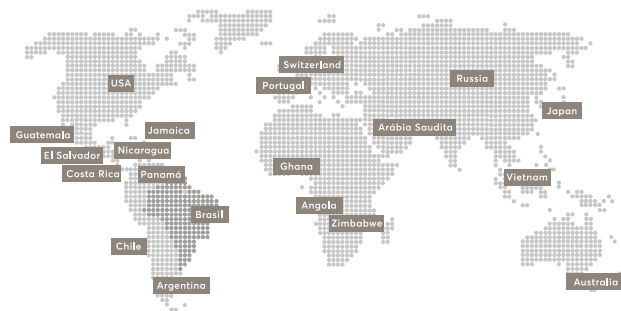 Switzerland
Russia
USA
Portugal
Japan
Arábia Saudita
Jamaica
Guatemala
Nicaragua
El Salvador
Ghana
Costa Rica
Panamá
Vietnam
Angola
Brasil
Zimbabwe
Chile
Australia
Argentina